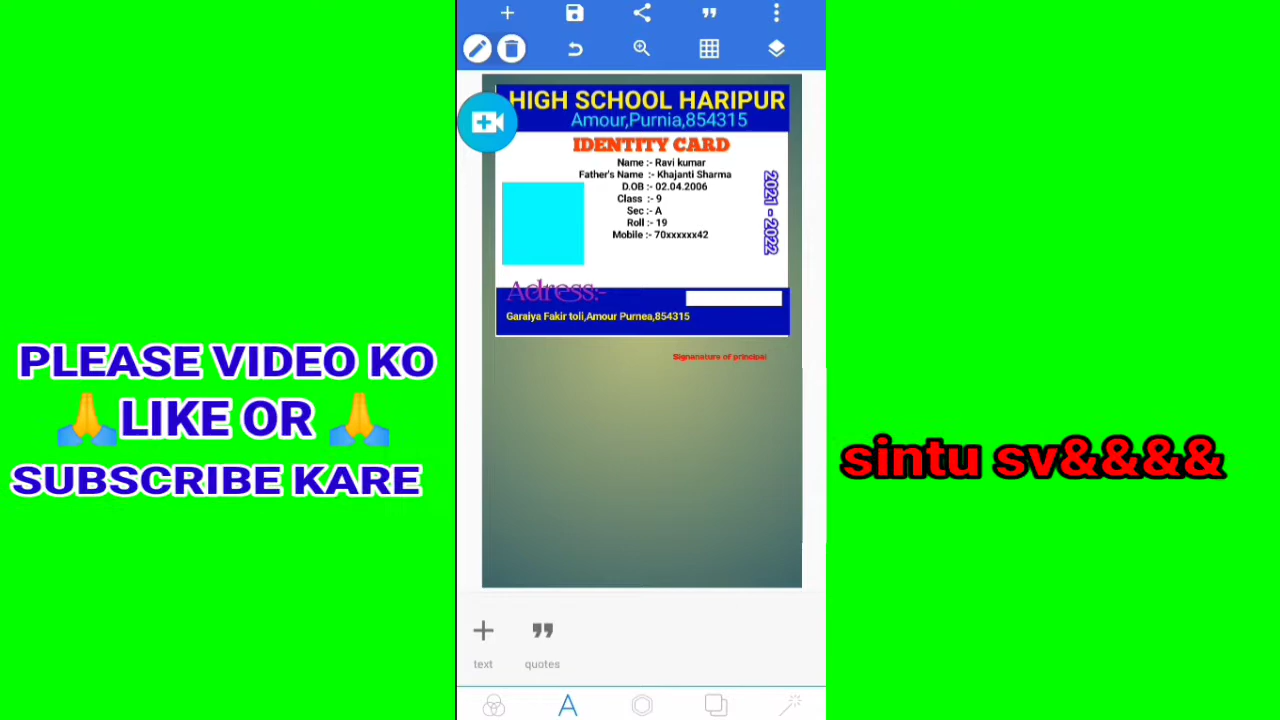 HIGH SCHOOL HARIPUR
Amour,Purnia,854315
IDENTITY CARD
Name :- Ravi kumar
Father's Name :- Khajanti Sharma
D.OB :- 02.04.2006
Class :- 9
Sec :- A
Roll :- 19
Mobile :- 70xxxxxx42
2021 - 2022
Adress:-
Garaiya Fakir toli,Amour Purnea,854315
Signanature of principal
PLEASE VIDEO KO
🙏LIKE OR 🙏
SUBSCRIBE KARE
sintu sv&&&&
text
quotes